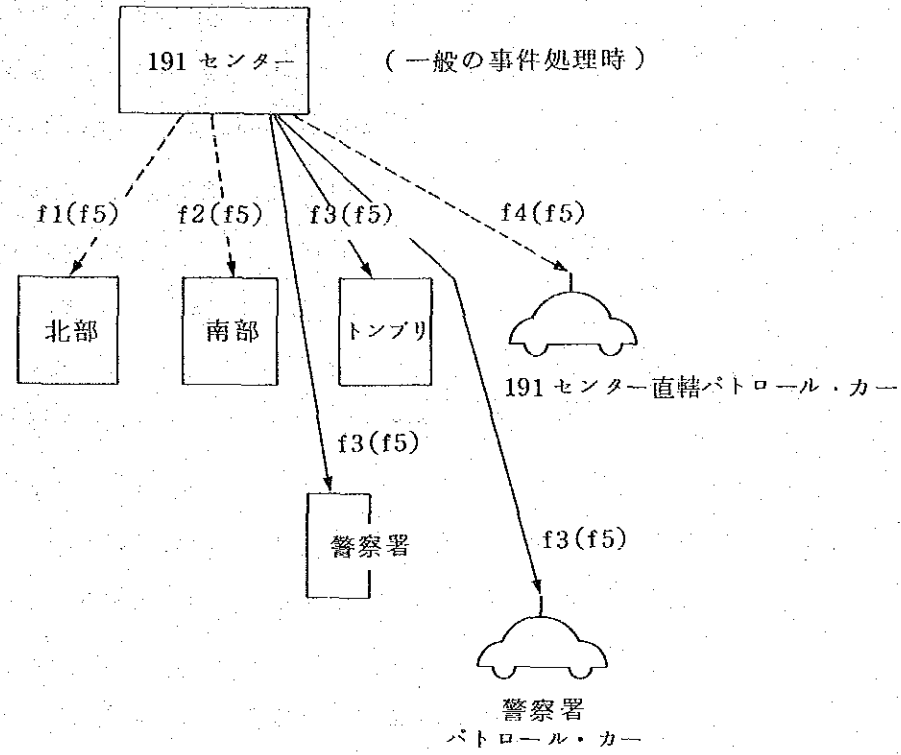 191 センター
(一般の事件処理時)
f1(f5)
f2(f5)
f3(f5)
f4(f5)
北部
南部
トンブリ
191 センター直轄パトロール・カー
f3(f5)
警察署
f3(f5)
警察署
パトロール・カー